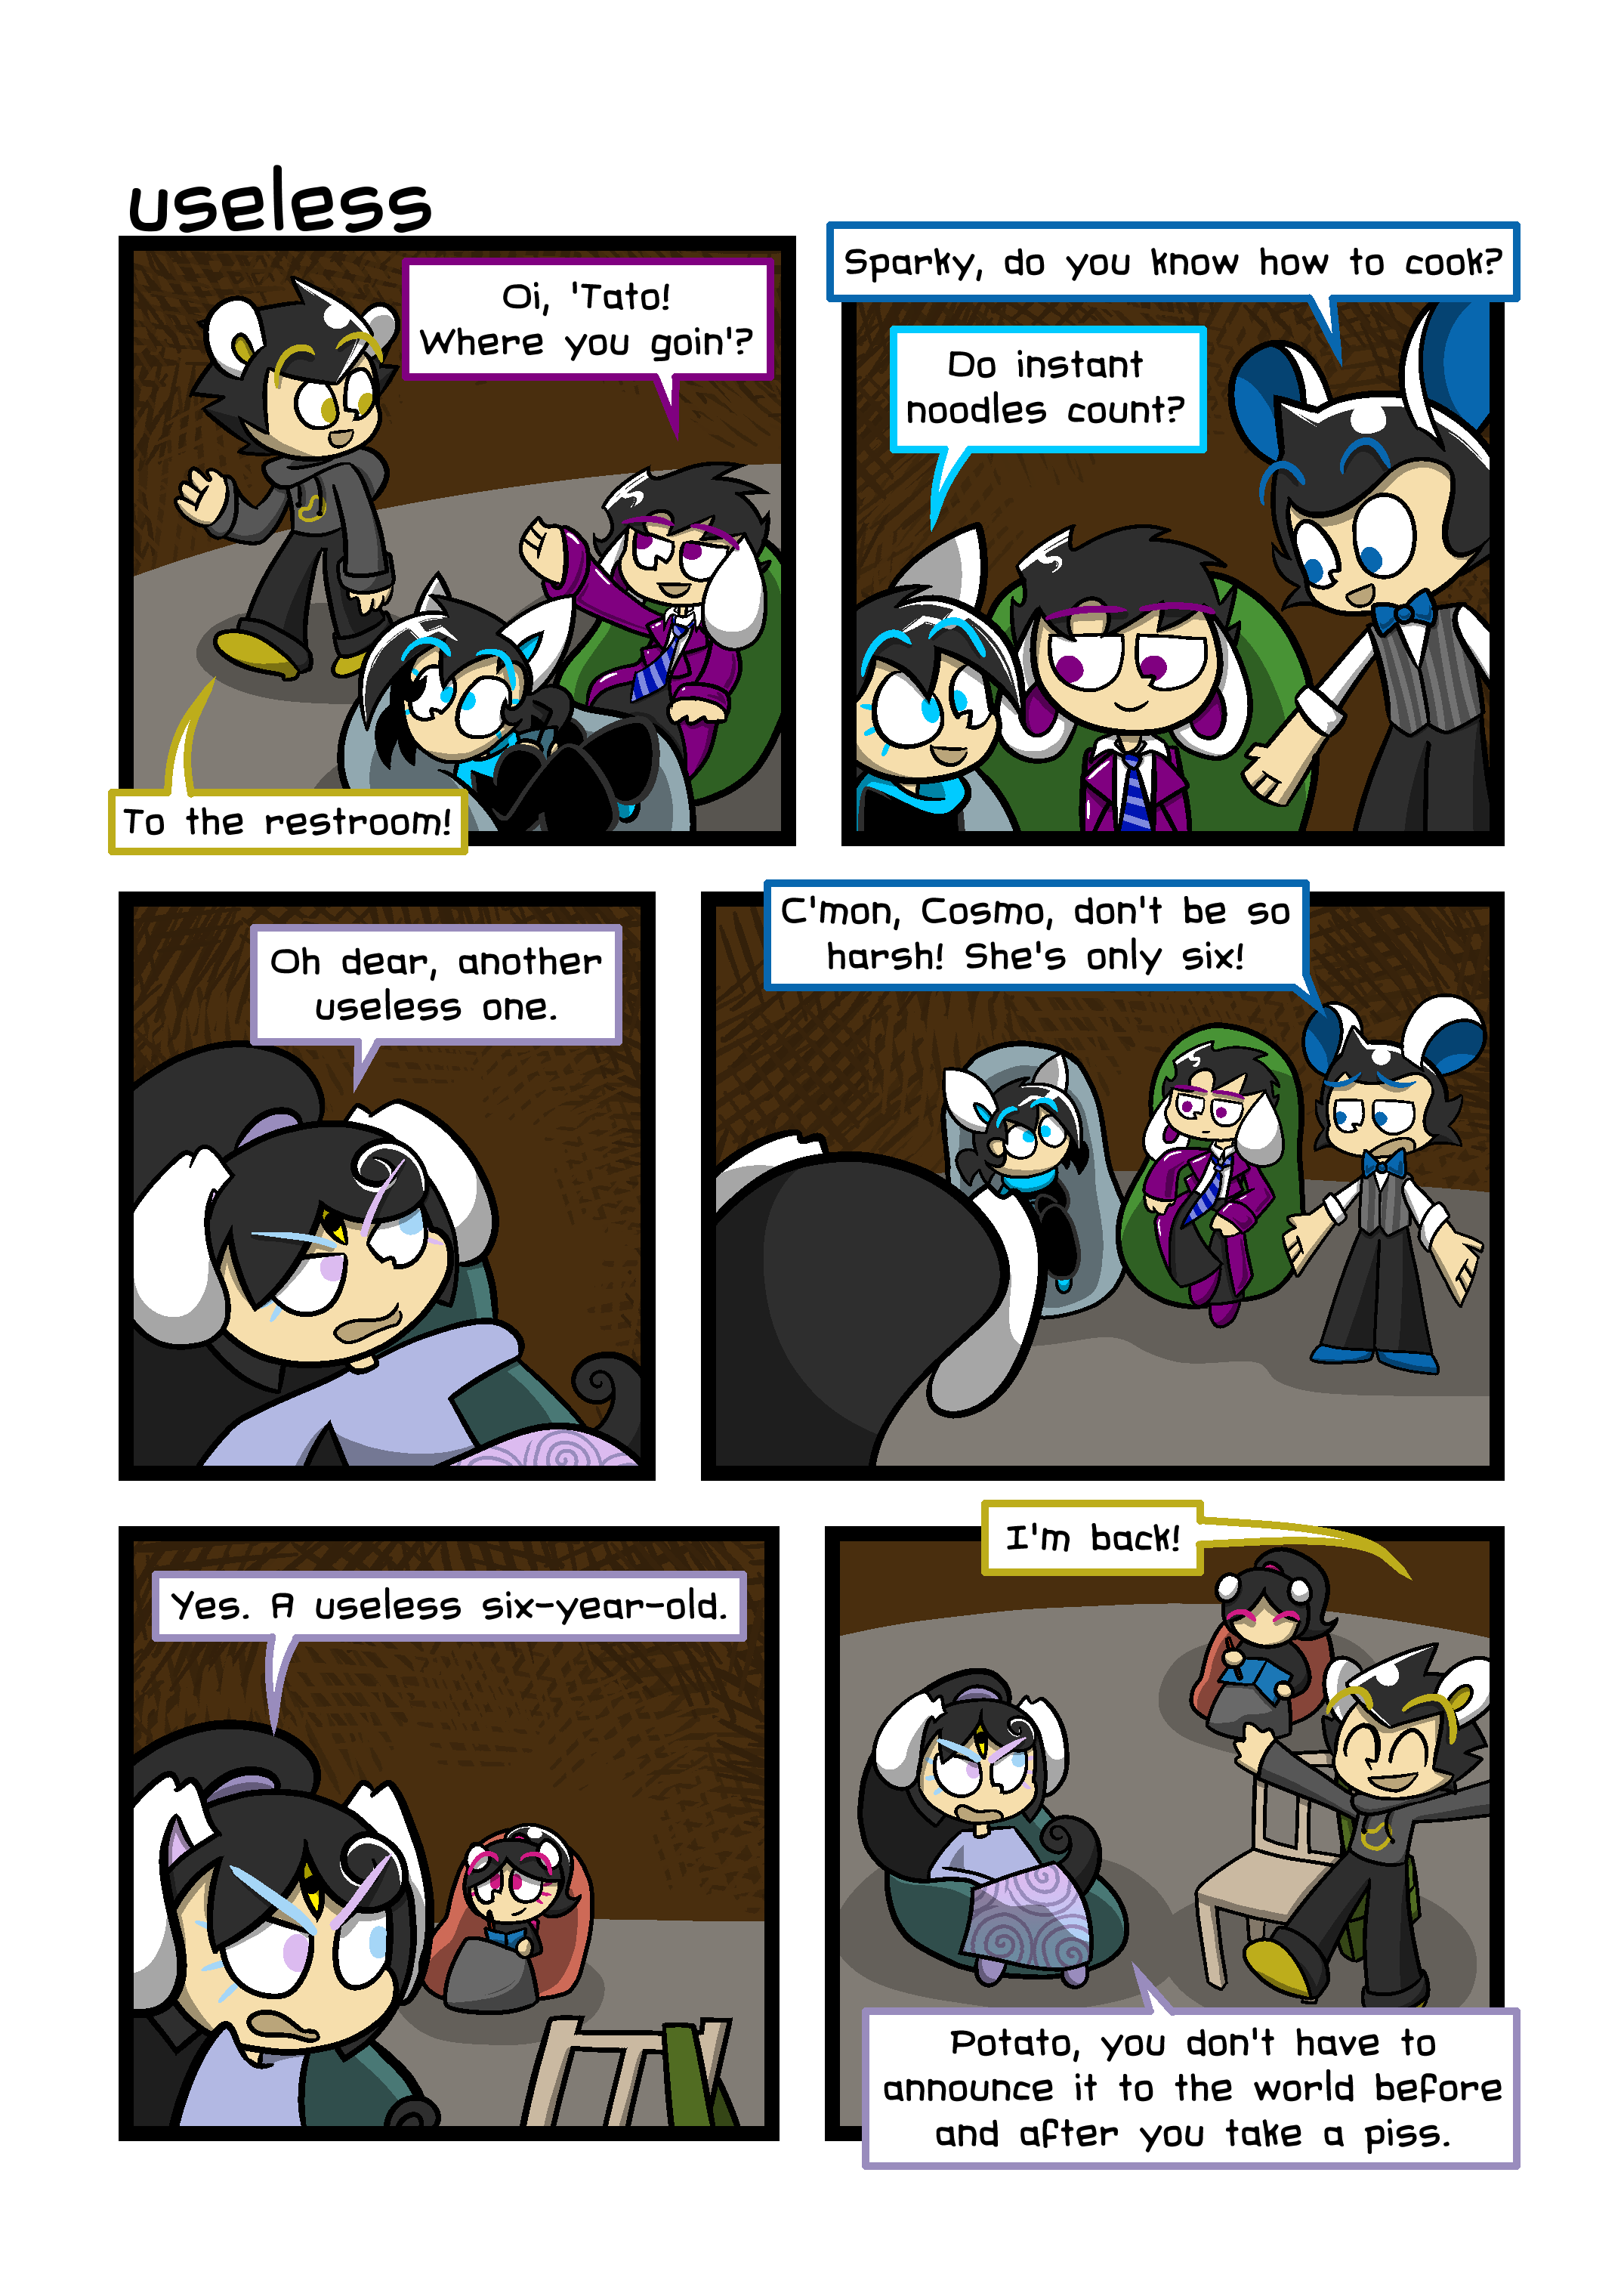 useless
Oi, 'Tato!
Where you goin'?
To the restroom!
Sparky, do you know how to cook?
Do instant
noodles count?
Oh dear, another
useless one.
C'mon, Cosmo, don't be so
harsh! She's only six!
Yes. A useless six-year-old.
I'm back!
Potato, you don't have to
announce it to the world before
and after you take a piss.